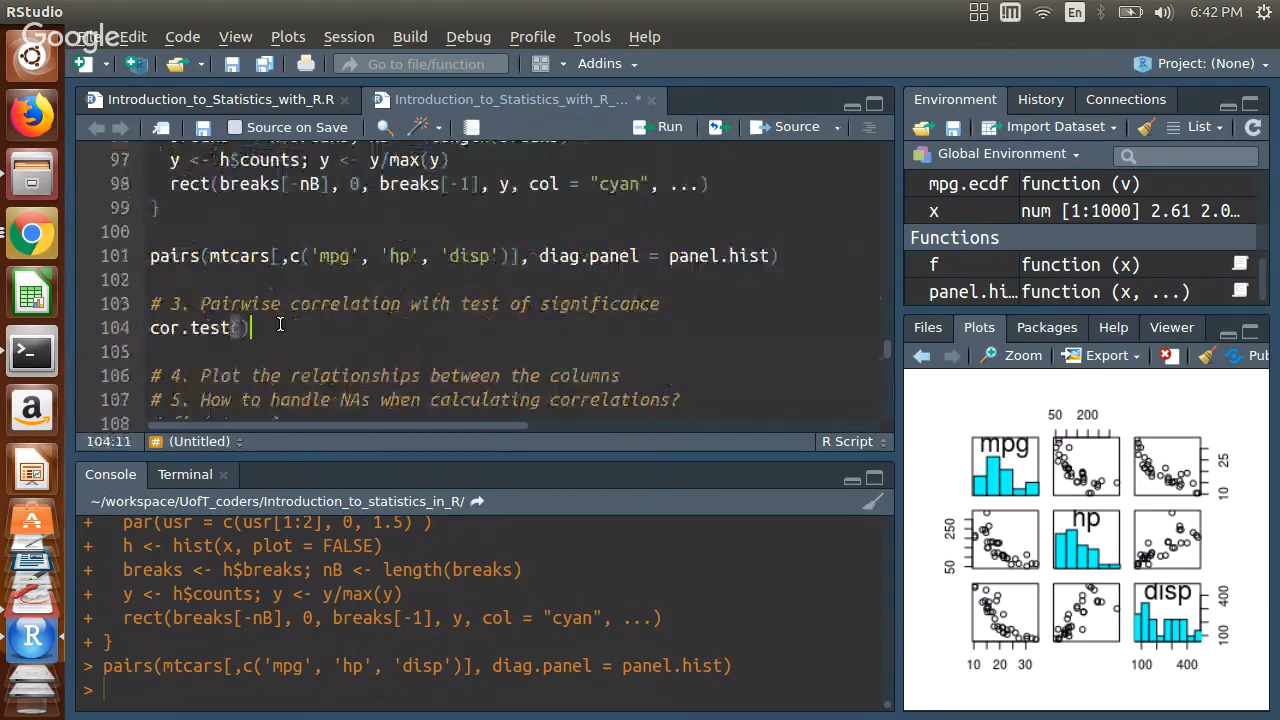 RStudio
En
6:42 PM
Google
Edit Code View Plots Session Build Debug Profile Tools Help
Go to file/function
Addins
Project: (None)
Introduction_to_Statistics_with_R.R
Introduction_to_Statistics_with_R_... *
Source on Save
Run
Source
97 y <- h$counts; y <- y/max(y)
98 rect(breaks[-nB], 0, breaks[-1], y, col = "cyan", ...)
99 }
100
101 pairs(mtcars[,c('mpg', 'hp', 'disp')], diag.panel = panel.hist)
102
103 # 3. Pairwise correlation with test of significance
104 cor.test()
105
106 # 4. Plot the relationships between the columns
107 # 5. How to handle NAs when calculating correlations?
108
104:11
# (Untitled)
R Script
Console Terminal
~/workspace/UofT_coders/Introduction_to_statistics_in_R/
+ par(usr = c(usr[1:2], 0, 1.5) )
+ h <- hist(x, plot = FALSE)
+ breaks <- h$breaks; nB <- length(breaks)
+ y <- h$counts; y <- y/max(y)
+ rect(breaks[-nB], 0, breaks[-1], y, col = "cyan", ...)
+ }
> pairs(mtcars[,c('mpg', 'hp', 'disp')], diag.panel = panel.hist)
>
Environment History Connections
Import Dataset
List
Global Environment
mpg.ecdf function (v)
x num [1:1000] 2.61 2.0...
Functions
f function (x)
panel.hi... function (x, ...)
Files Plots Packages Help Viewer
Zoom
Export
Pub
50 200
mpg
10 25
50 250
hp
disp
100 400
10 20 30
100 400